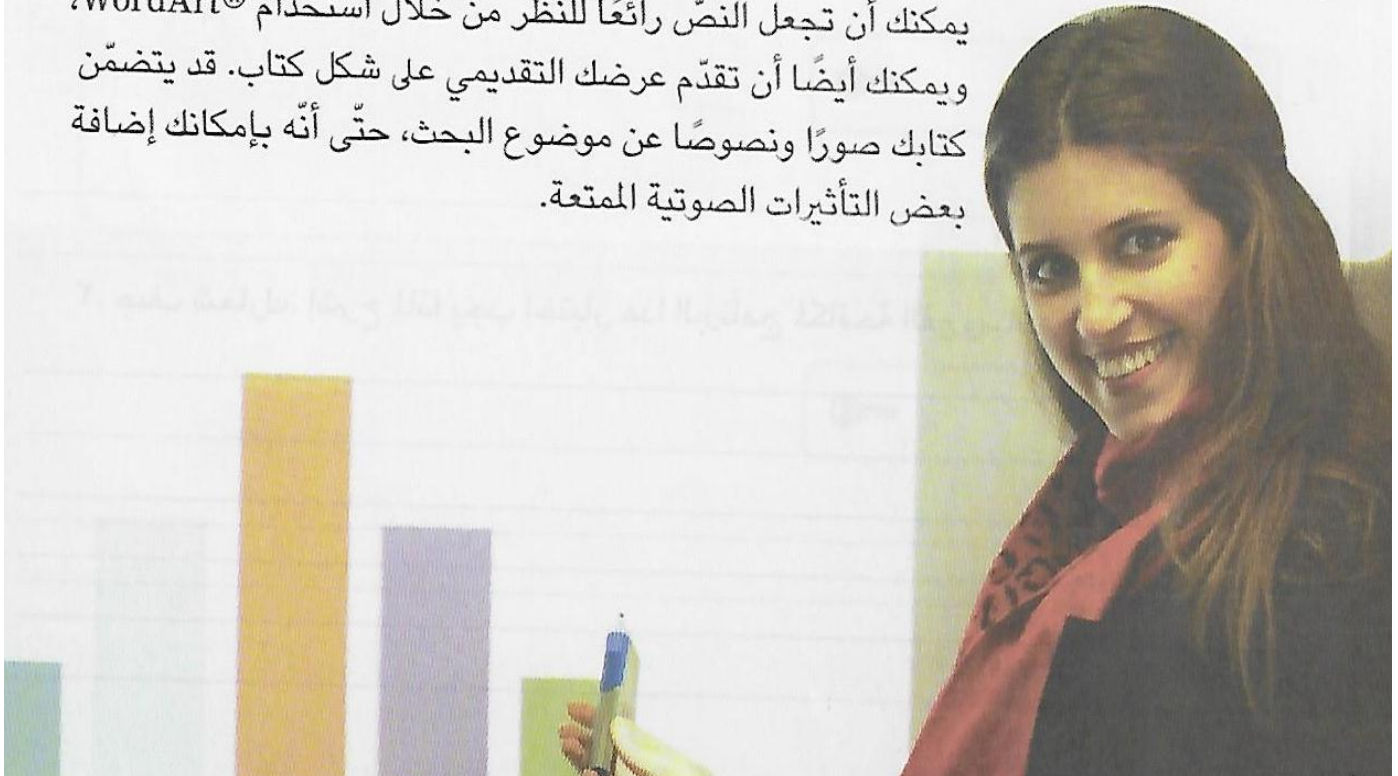 يمكنك أن تجعل النصّ رائعًا للنظر من خلال استخدام WordArt®،
ويمكنك أيضًا أن تقدّم عرضك التقديمي على شكل كتاب. قد يتضمّن
كتابك صورًا ونصوصًا عن موضوع البحث، حتّى أنّه بإمكانك إضافة
بعض التأثيرات الصوتية الممتعة.